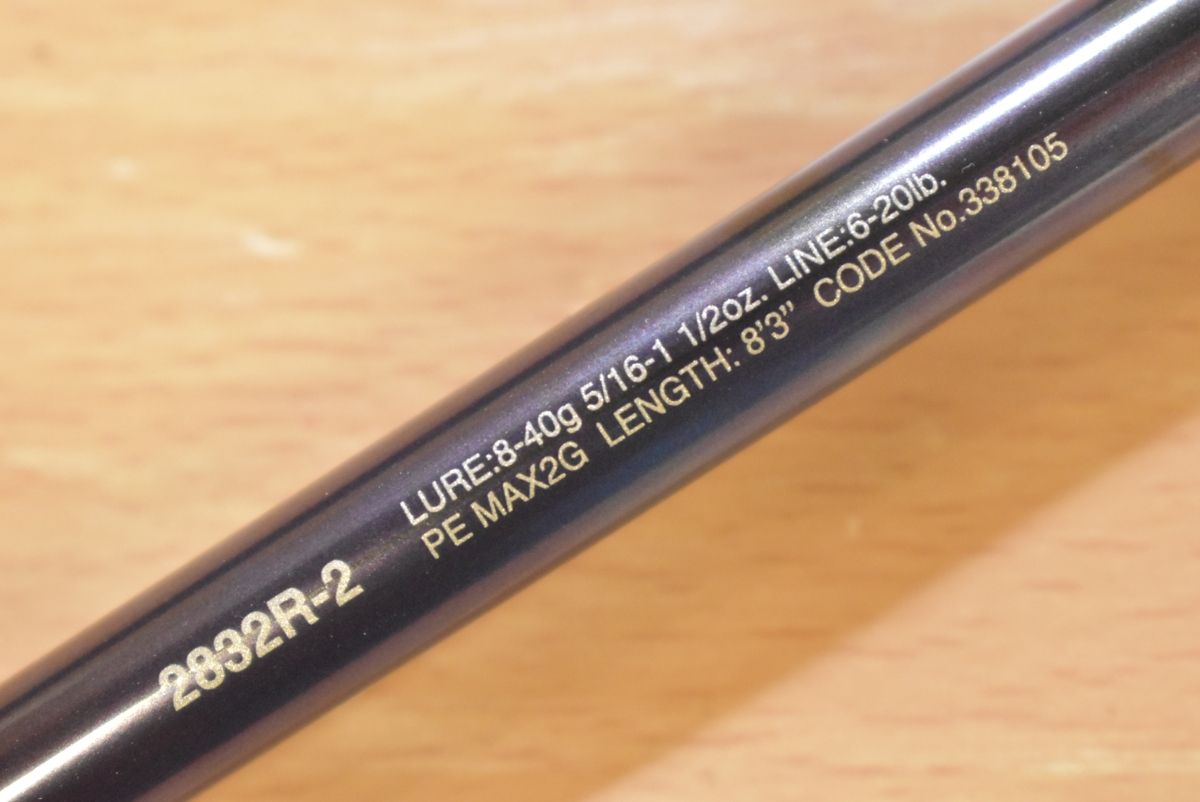 2832R-2
LURE:8-40g 5/16-1 1/2oz. LINE:6-20lb.
PE MAX2G LENGTH: 8'3" CODE No.338105